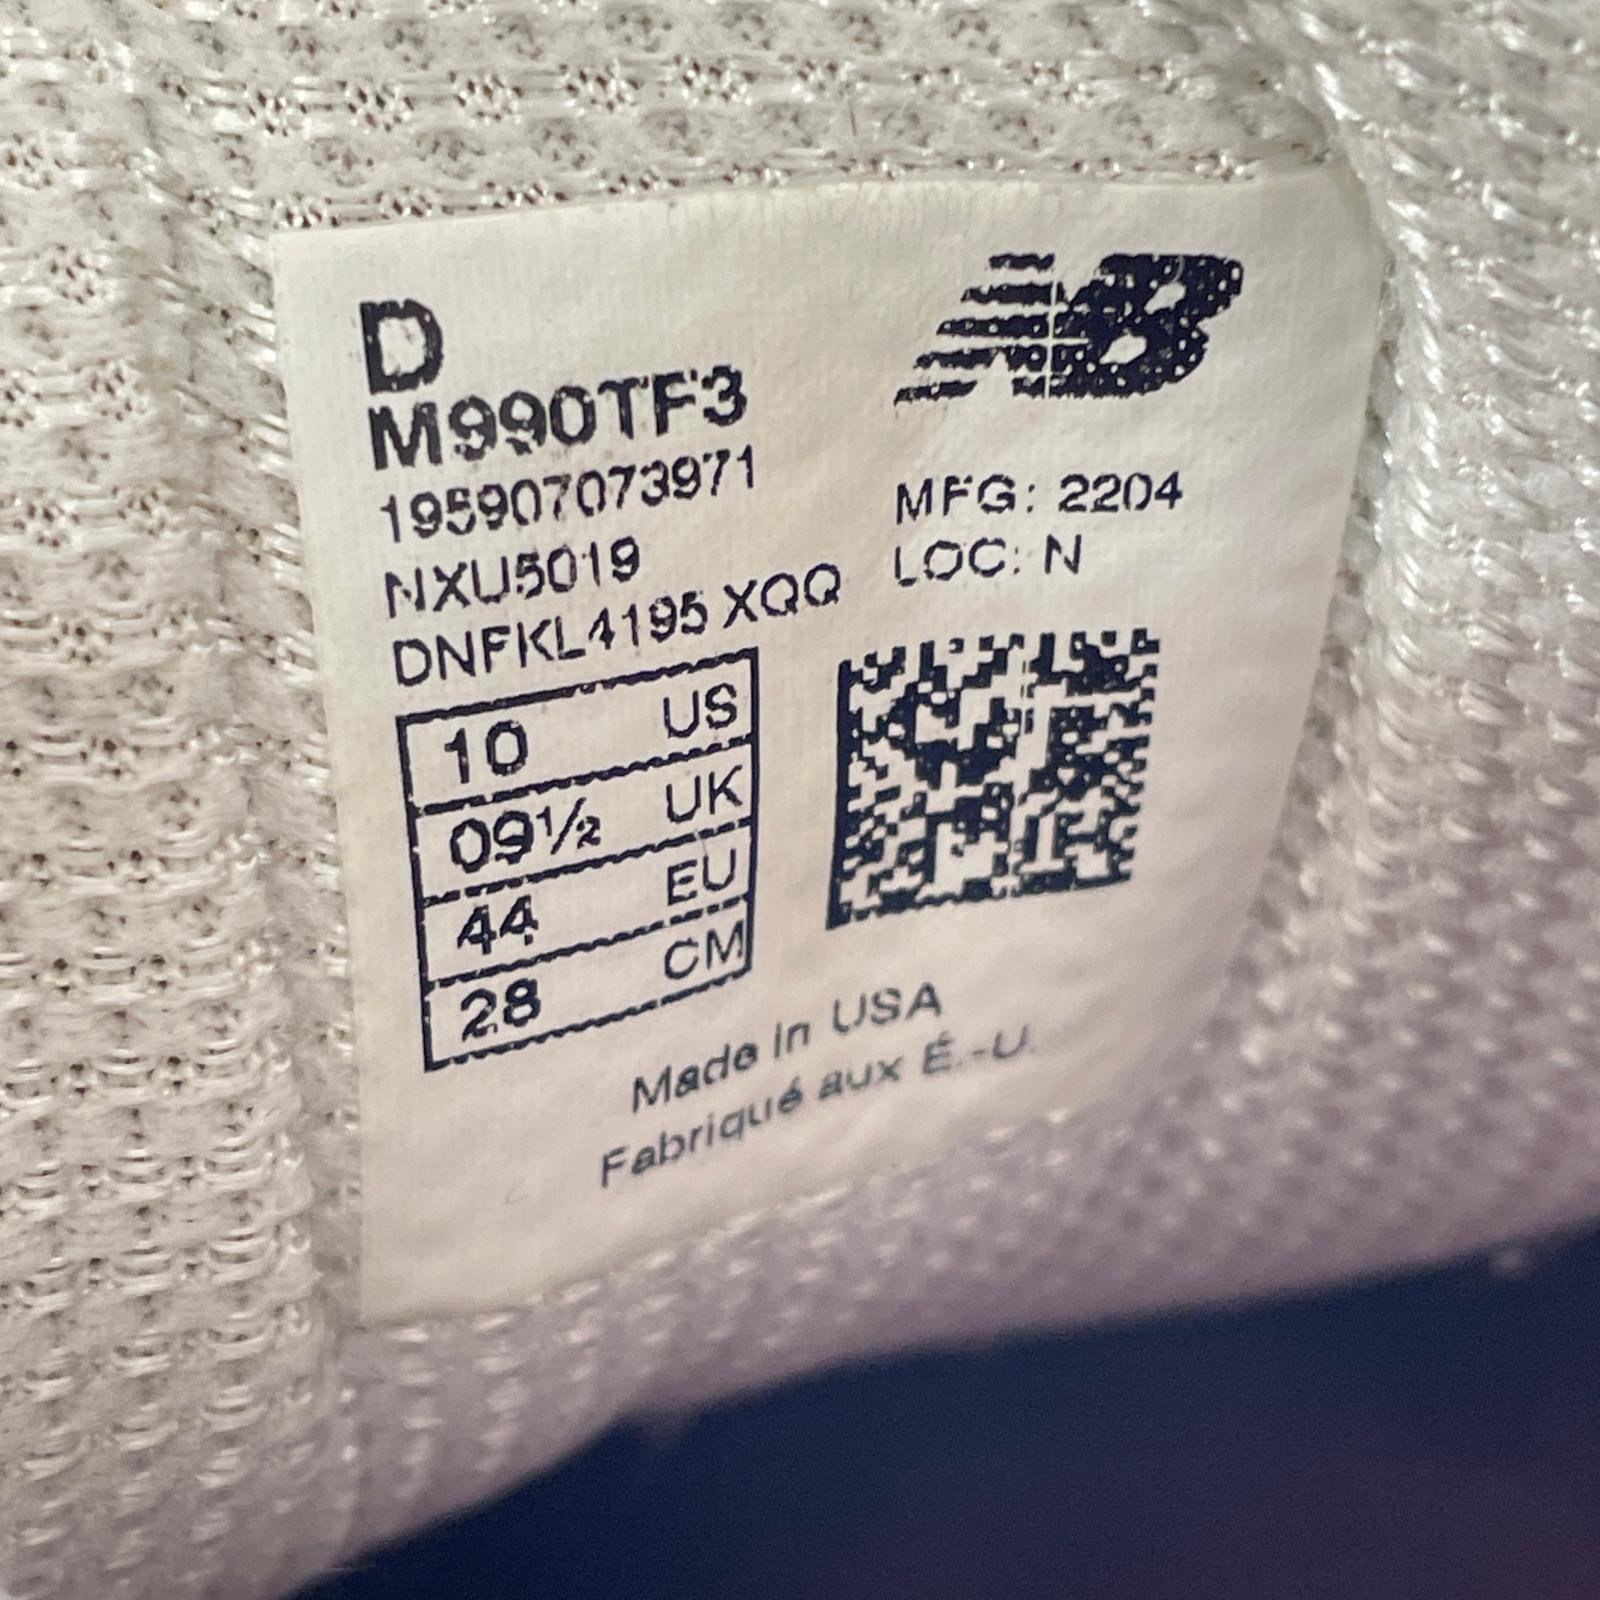 D
M990TF3
195907073971
NXU5019
DNFKL4195 XQQ
NB
MFG: 2204
LOC: N
10 US
09½ UK
44 EU
28 CM
Made in USA
Fabriqué aux É.-U.